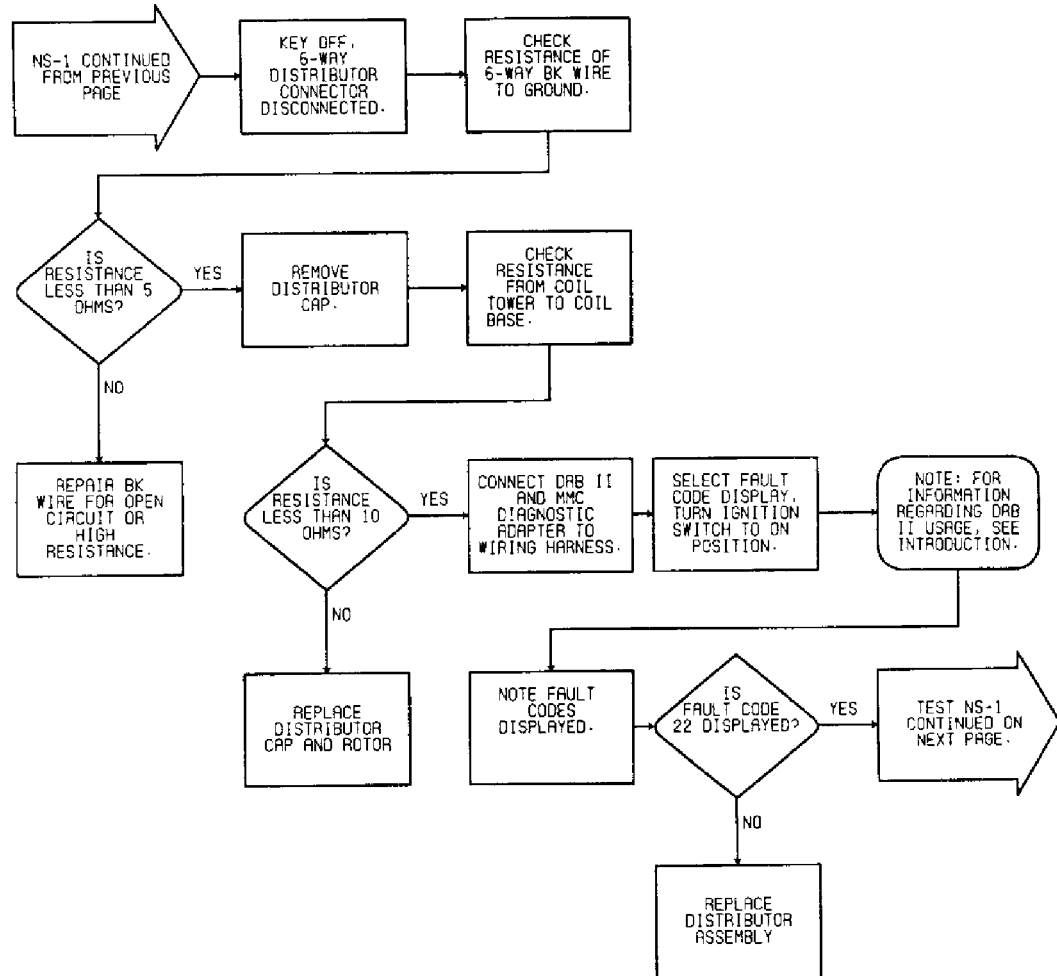 NS-1 CONTINUED
FROM PREVIOUS
PAGE
KEY OFF,
6-WAY
DISTRIBUTOR
CONNECTOR
DISCONNECTED.
CHECK
RESISTANCE OF
6-WAY BK WIRE
TO GROUND.
IS
RESISTANCE
LESS THAN 5
OHMS?
YES
REMOVE
DISTRIBUTOR
CAP.
CHECK
RESISTANCE
FROM COIL
TOWER TO COIL
BASE.
NO
REPAIR BK
WIRE FOR OPEN
CIRCUIT OR
HIGH
RESISTANCE.
IS
RESISTANCE
LESS THAN 10
OHMS?
YES
CONNECT DRB II
AND MMC
DIAGNOSTIC
ADAPTER TO
WIRING HARNESS.
SELECT FAULT
CODE DISPLAY,
TURN IGNITION
SWITCH TO ON
POSITION.
NOTE: FOR
INFORMATION
REGARDING DRB
II USAGE, SEE
INTRODUCTION.
NO
REPLACE
DISTRIBUTOR
CAP AND ROTOR
NOTE FAULT
CODES
DISPLAYED.
IS
FAULT CODE
22 DISPLAYED?
YES
TEST NS-1
CONTINUED ON
NEXT PAGE.
NO
REPLACE
DISTRIBUTOR
ASSEMBLY